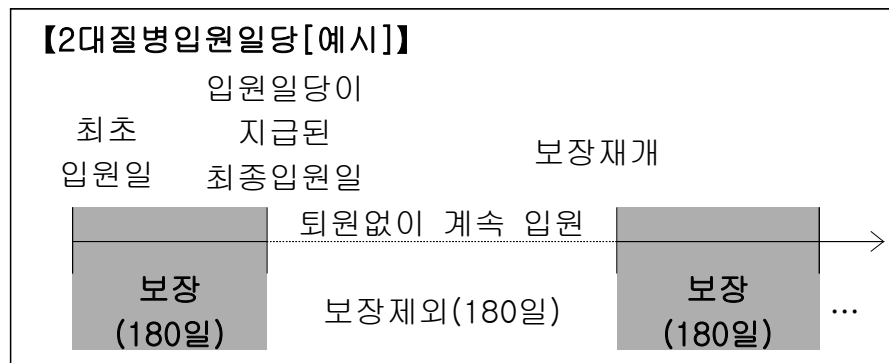 【2대질병입원일당[예시]】
최초
입원일
입원일당이
지급된
최종입원일
보장재개
퇴원없이 계속 입원
보장
(180일)
보장제외(180일)
보장
(180일)
…